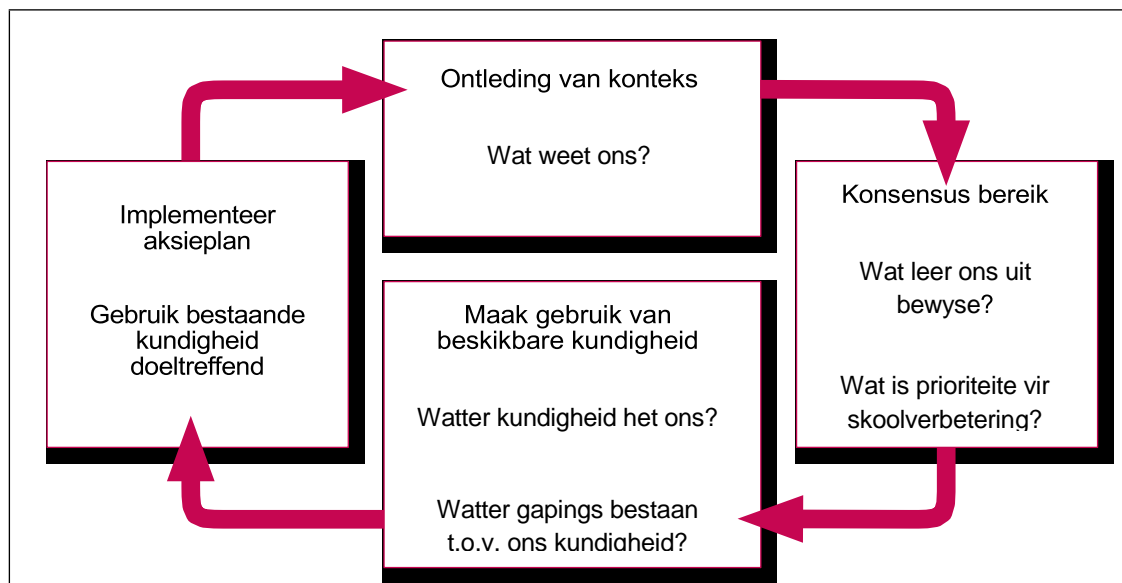 Ontleding van konteks
Wat weet ons?
Konsensus bereik
Wat leer ons uit
bewyse?
Wat is prioriteite vir
skoolverbetering?
Maak gebruik van
beskikbare kundigheid
Watter kundigheid het ons?
Watter gapings bestaan
t.o.v. ons kundigheid?
Implementeer
aksieplan
Gebruik bestaande
kundigheid
doeltreffend